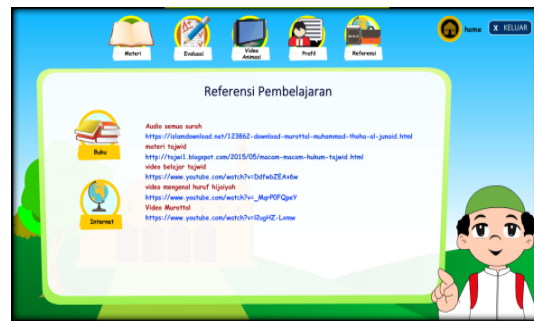 Materi
Evaluasi
Video
Animasi
Profil
Referensi
home
X KELUAR
Referensi Pembelajaran
Buku
Internet
Audio semua surah
https://islamdownload.net/123862-download-murottal-muhammad-thoha-al-junaid.html
materi tajwid
http://tajwi1.blogspot.com/2015/05/macam-macam-hukum-tajwid.html
video belajar tajwid
https://www.youtube.com/watch?v=DdfwbZEAx6w
video mengenal huruf hijaiyah
https://www.youtube.com/watch?v=_MqrP0FQpeY
Video Murottal
https://www.youtube.com/watch?v=l2ugHZ-Lxmw